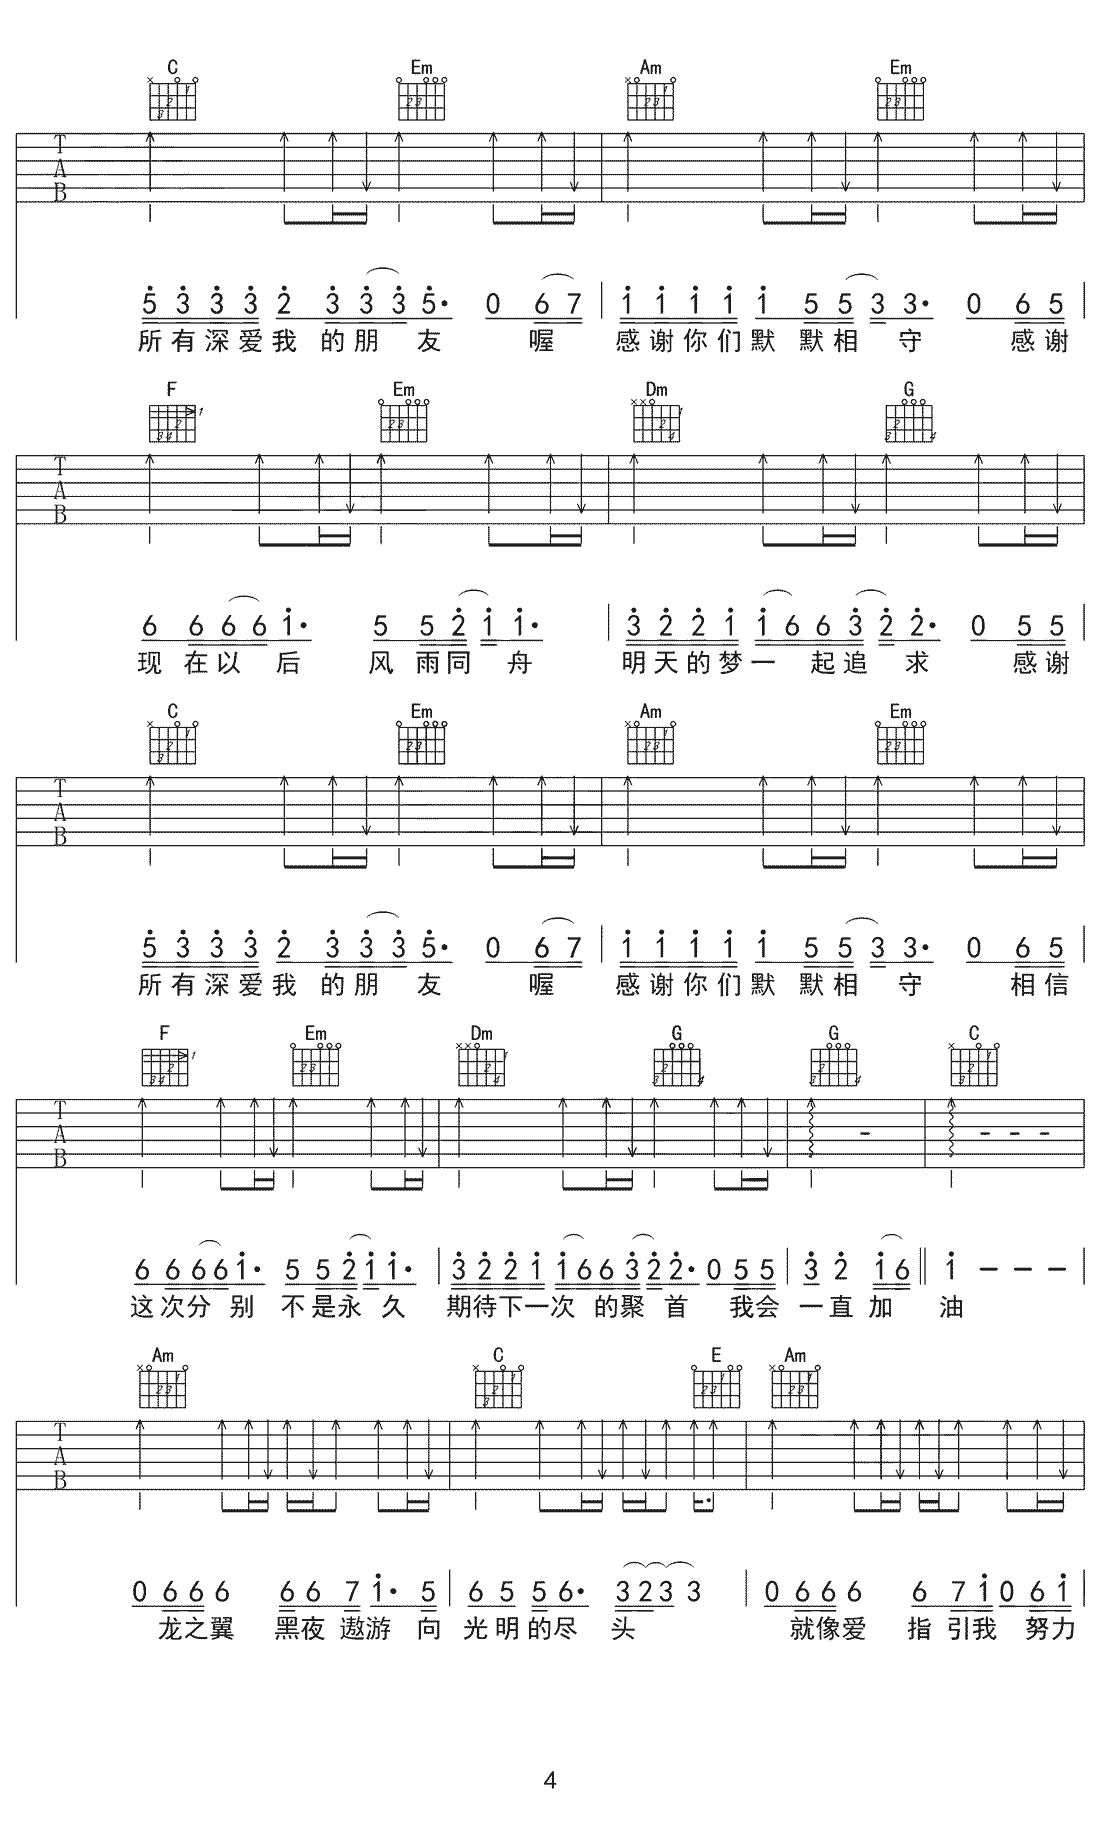 C Em Am Em
T A B
5 3 3 3 2 3 3 3 5· 0 6 7 | 1 1 1 1 1 5 5 3 3· 0 6 5 |
所有深爱我 的朋 友 喔 感谢你们默 默相 守 感谢
F Em Dm G
T A B
6 6 6 6 1· 5 5 2 1 1· | 3 2 2 1 1 6 6 3 2 2· 0 5 5 |
现 在以 后 风 雨同 舟 明天的梦一 起追 求 感谢
C Em Am Em
T A B
5 3 3 3 2 3 3 3 5· 0 6 7 | 1 1 1 1 1 5 5 3 3· 0 6 5 |
所有深爱我 的朋 友 喔 感谢你们默 默相 守 相信
F Em Dm G G C
T A B
6 6 6 6 1· 5 5 2 1 1· | 3 2 2 1 1 6 6 3 2 2· 0 5 5 | 3 2 1 6 || 1 – – – |
这次分 别 不是永 久 期待下一次 的聚 首 我会 一直 加 油
Am C E Am
T A B
0 6 6 6 6 6 7 1· 5 | 6 5 5 6· 3 2 3 3 | 0 6 6 6 6 7 1 0 6 1 |
龙之翼 黑夜 遨游 向 光明的尽 头 就像爱 指 引我 努力
4